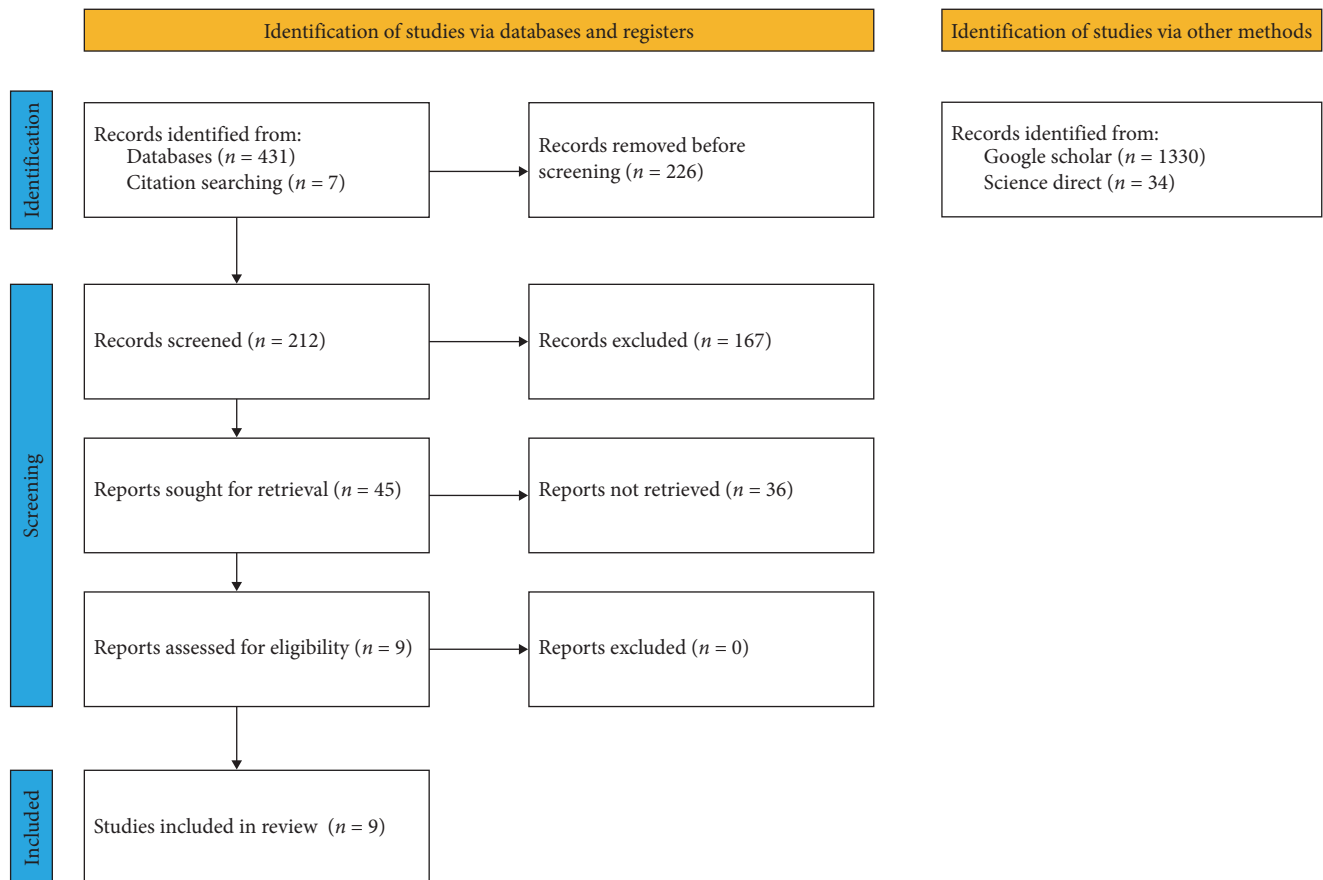 Identification of studies via databases and registers
Identification of studies via other methods
Identification
Records identified from:
Databases (n = 431)
Citation searching (n = 7)
Records removed before
screening (n = 226)
Records identified from:
Google scholar (n = 1330)
Science direct (n = 34)
Screening
Records screened (n = 212)
Records excluded (n = 167)
Reports sought for retrieval (n = 45)
Reports not retrieved (n = 36)
Reports assessed for eligibility (n = 9)
Reports excluded (n = 0)
Included
Studies included in review (n = 9)